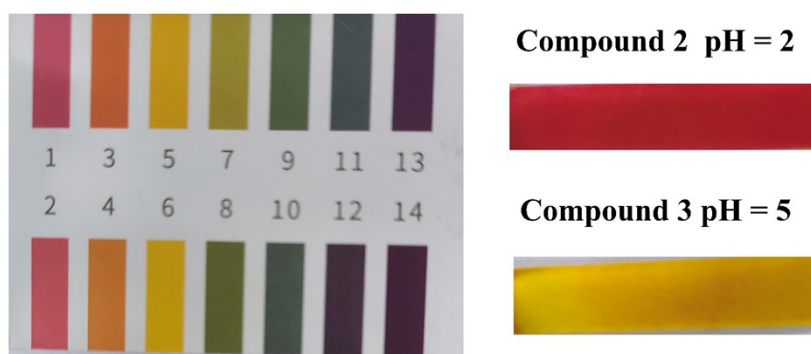 1 3 5 7 9 11 13
2 4 6 8 10 12 14
Compound 2 pH = 2
Compound 3 pH = 5